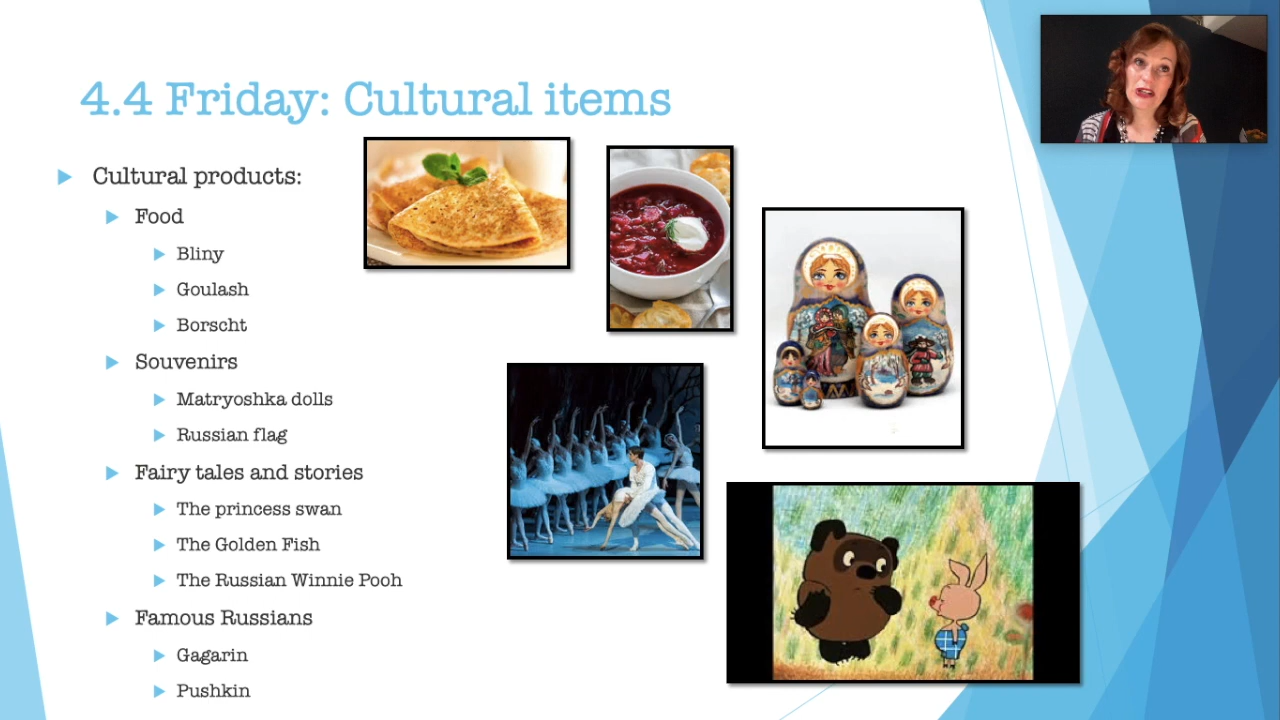 4.4 Friday: Cultural items
Cultural products:
Food
Bliny
Goulash
Borscht
Souvenirs
Matryoshka dolls
Russian flag
Fairy tales and stories
The princess swan
The Golden Fish
The Russian Winnie Pooh
Famous Russians
Gagarin
Pushkin